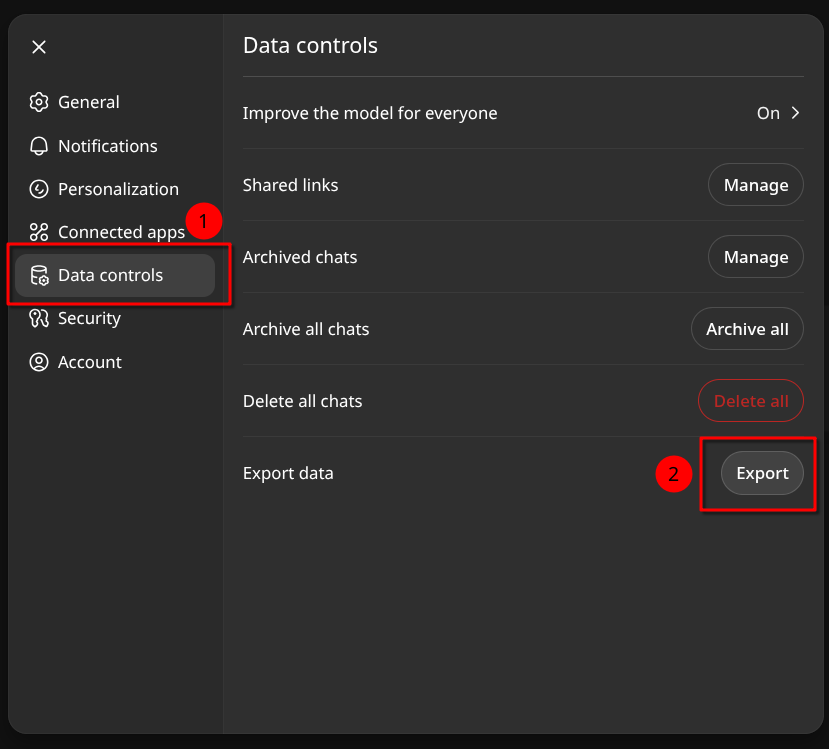 Data controls
General
Notifications
Personalization
Connected apps
1
Data controls
Security
Account
Improve the model for everyone On
Shared links Manage
Archived chats Manage
Archive all chats Archive all
Delete all chats Delete all
Export data 2 Export